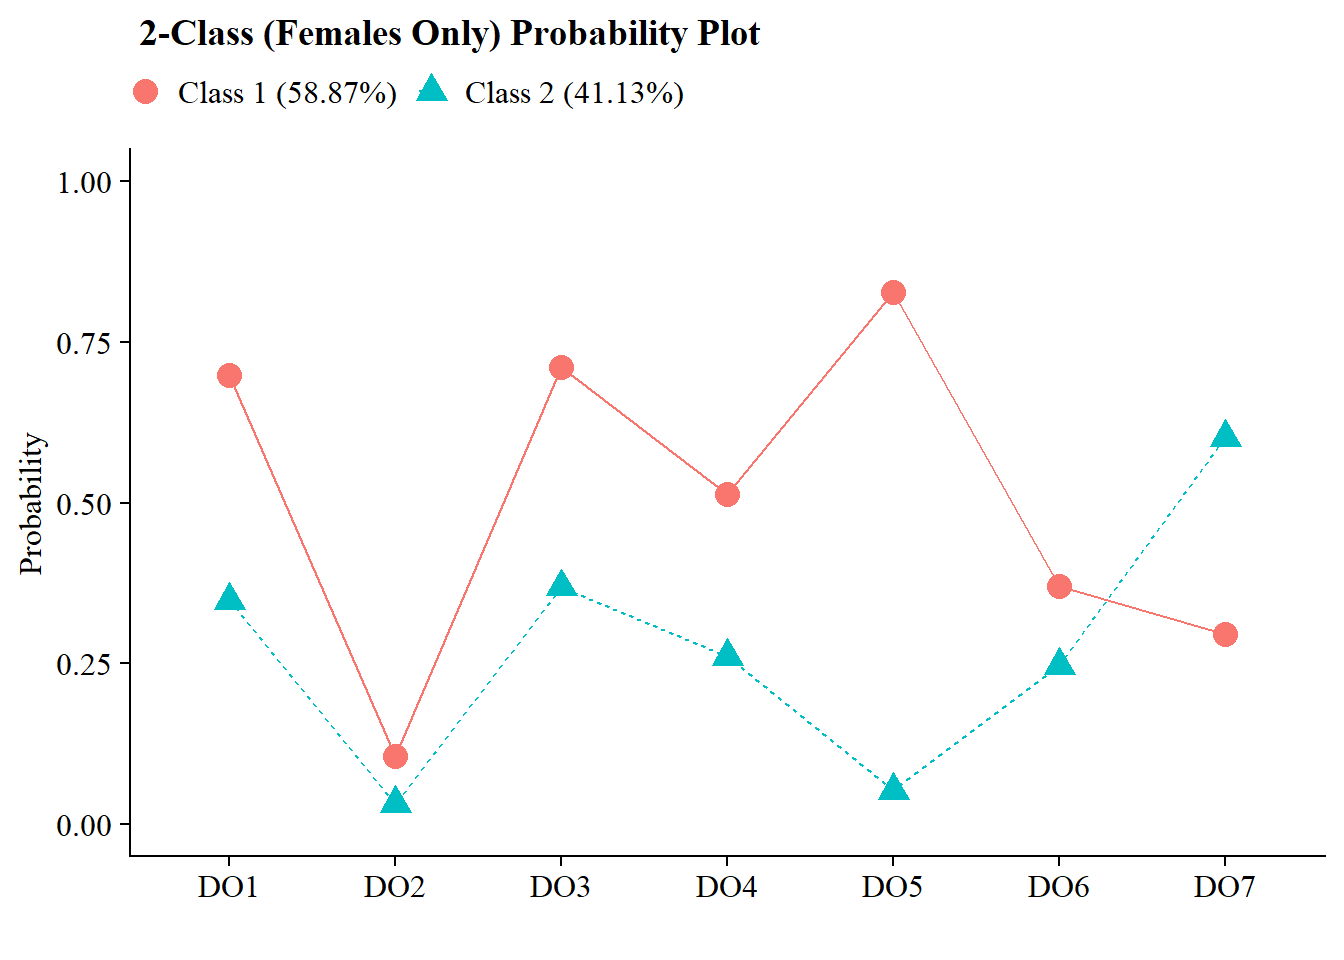 2-Class (Females Only) Probability Plot
Class 1 (58.87%) Class 2 (41.13%)
1.00
0.75
0.50
0.25
0.00
Probability
DO1 DO2 DO3 DO4 DO5 DO6 DO7